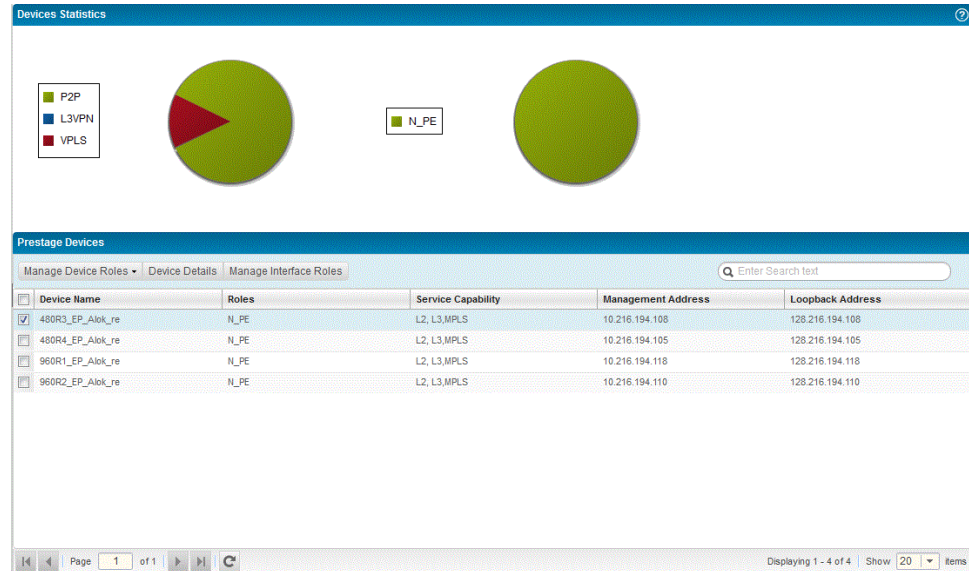 Devices Statistics
P2P
L3VPN
VPLS
N_PE
Prestage Devices
Manage Device Roles Device Details Manage Interface Roles Enter Search text
Device Name Roles Service Capability Management Address Loopback Address
480R3_EP_Alok_re N_PE L2, L3,MPLS 10.216.194.108 128.216.194.108
480R4_EP_Alok_re N_PE L2, L3,MPLS 10.216.194.105 128.216.194.105
960R1_EP_Alok_re N_PE L2, L3,MPLS 10.216.194.118 128.216.194.118
960R2_EP_Alok_re N_PE L2, L3,MPLS 10.216.194.110 128.216.194.110
Page 1 of 1 Displaying 1 - 4 of 4 Show 20 items